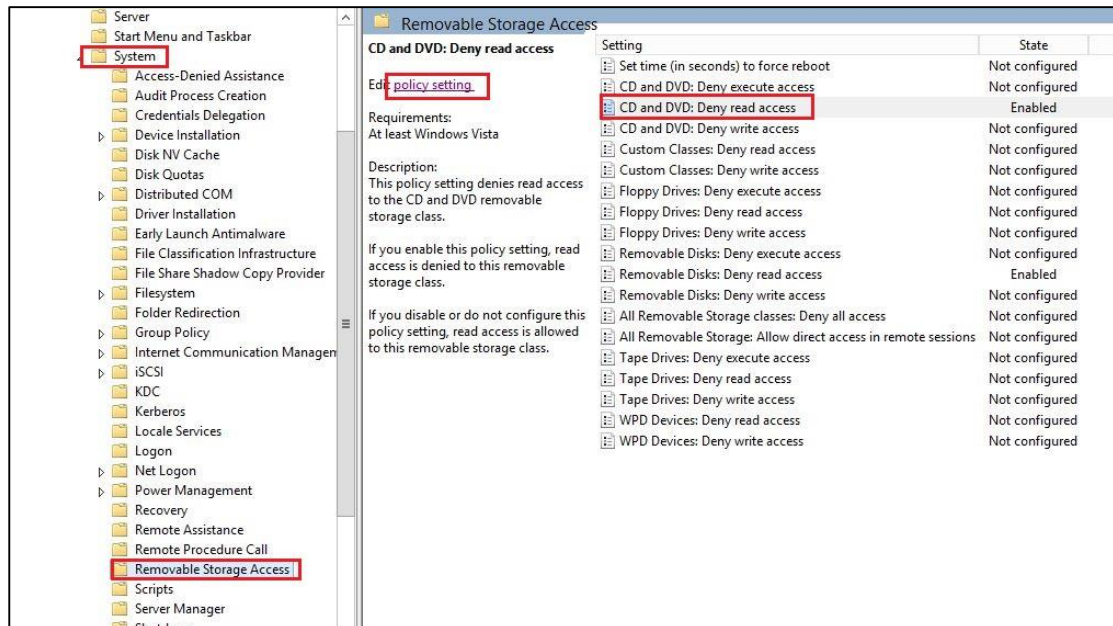 Server
Start Menu and Taskbar
System
Access-Denied Assistance
Audit Process Creation
Credentials Delegation
Device Installation
Disk NV Cache
Disk Quotas
Distributed COM
Driver Installation
Early Launch Antimalware
File Classification Infrastructure
File Share Shadow Copy Provider
Filesystem
Folder Redirection
Group Policy
Internet Communication Managem
iSCSI
KDC
Kerberos
Locale Services
Logon
Net Logon
Power Management
Recovery
Remote Assistance
Remote Procedure Call
Removable Storage Access
Scripts
Server Manager
Removable Storage Access
CD and DVD: Deny read access
Edit policy setting
Requirements:
At least Windows Vista
Description:
This policy setting denies read access
to the CD and DVD removable
storage class.
If you enable this policy setting, read
access is denied to this removable
storage class.
If you disable or do not configure this
policy setting, read access is allowed
to this removable storage class.
Setting State
Set time (in seconds) to force reboot Not configured
CD and DVD: Deny execute access Not configured
CD and DVD: Deny read access Enabled
CD and DVD: Deny write access Not configured
Custom Classes: Deny read access Not configured
Custom Classes: Deny write access Not configured
Floppy Drives: Deny execute access Not configured
Floppy Drives: Deny read access Not configured
Floppy Drives: Deny write access Not configured
Removable Disks: Deny execute access Not configured
Removable Disks: Deny read access Enabled
Removable Disks: Deny write access Not configured
All Removable Storage classes: Deny all access Not configured
All Removable Storage: Allow direct access in remote sessions Not configured
Tape Drives: Deny execute access Not configured
Tape Drives: Deny read access Not configured
Tape Drives: Deny write access Not configured
WPD Devices: Deny read access Not configured
WPD Devices: Deny write access Not configured